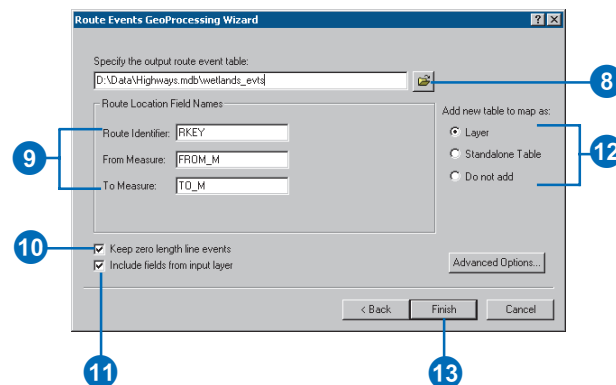 Route Events GeoProcessing Wizard
Specify the output route event table:
D:\Data\Highways.mdb\wetlands_evts
8
Route Location Field Names
Add new table to map as:
9
Route Identifier: RKEY
Layer
From Measure: FROM_M
Standalone Table
12
To Measure: TO_M
Do not add
10
Keep zero length line events
Include fields from input layer
Advanced Options...
< Back
Finish
Cancel
11
13